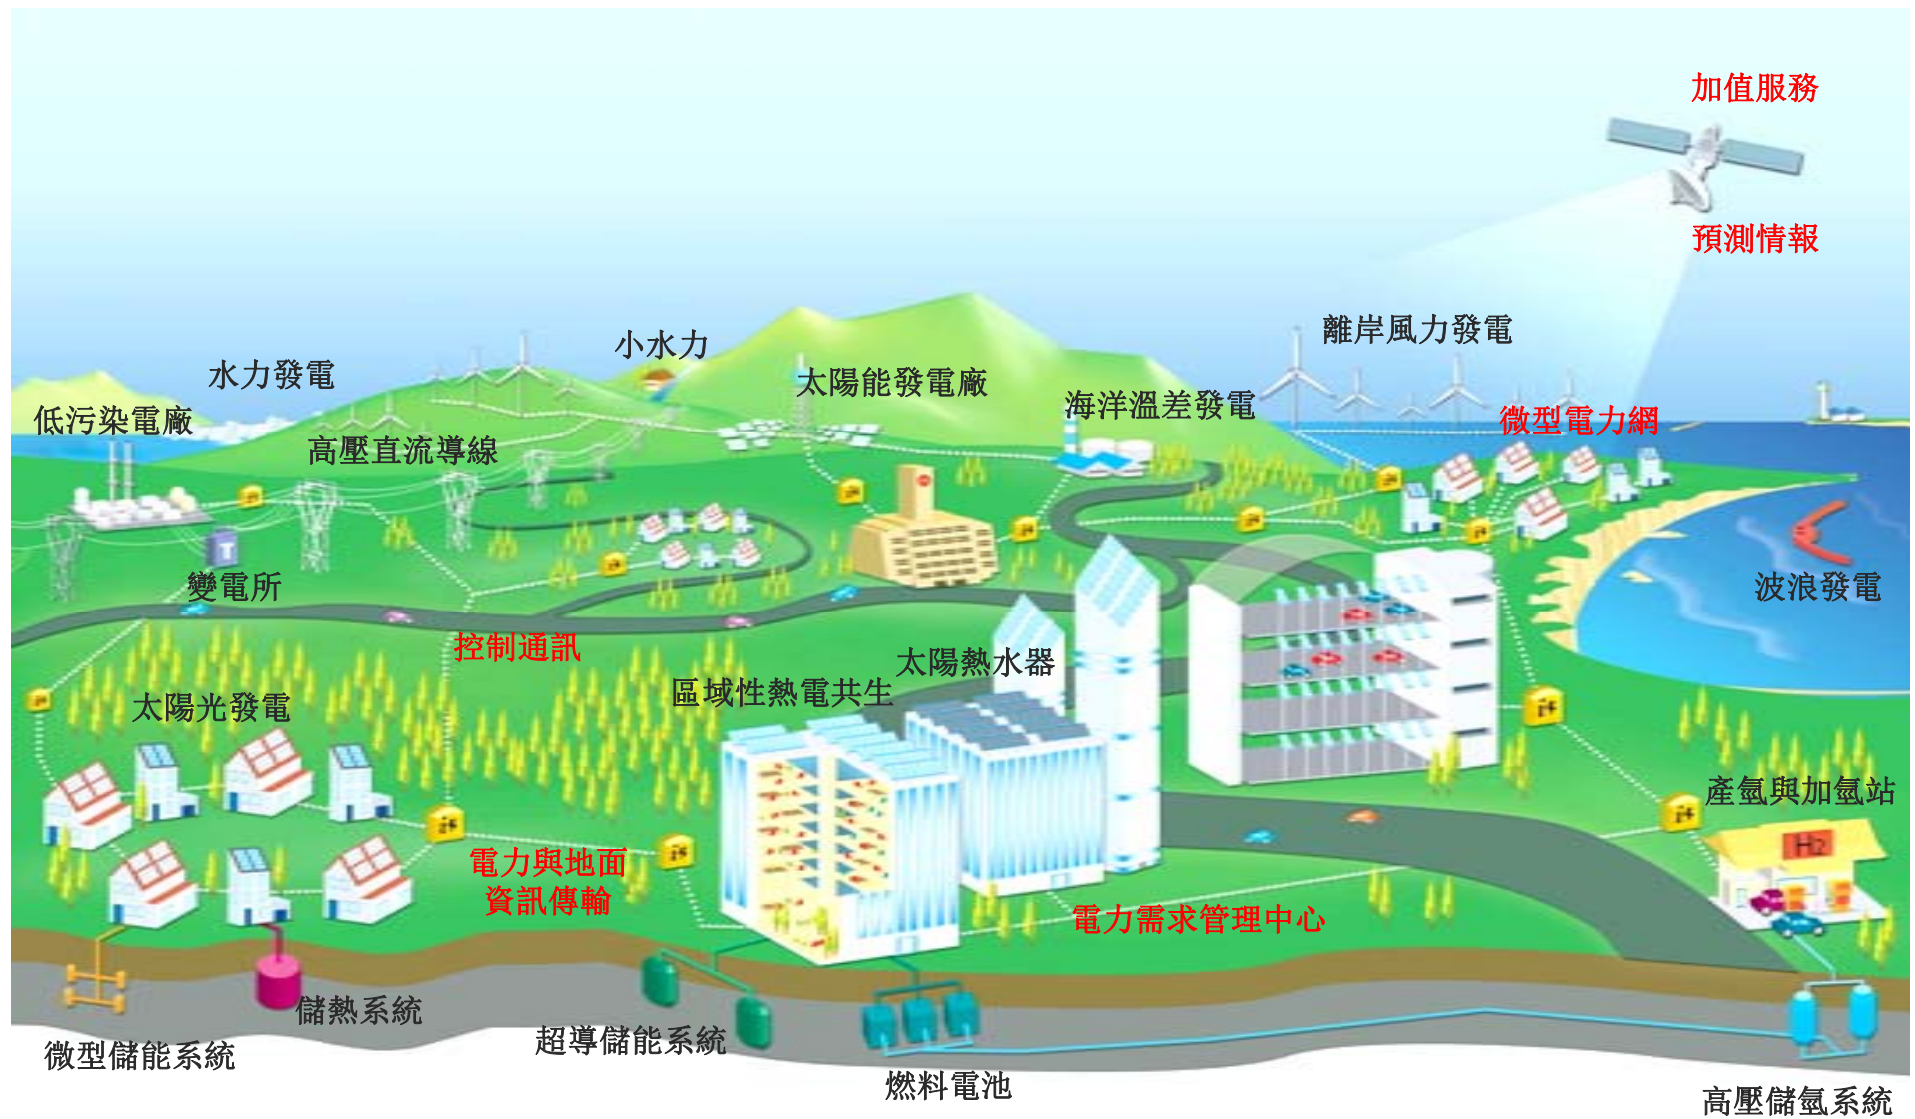 加值服務
預測情報
離岸風力發電
小水力
水力發電
太陽能發電廠
海洋溫差發電
低污染電廠
微型電力網
高壓直流導線
T
變電所
波浪發電
控制通訊
太陽熱水器
區域性熱電共生
太陽光發電
產氫與加氫站
H2
電力與地面
資訊傳輸
電力需求管理中心
儲熱系統
超導儲能系統
微型儲能系統
燃料電池
高壓儲氫系統